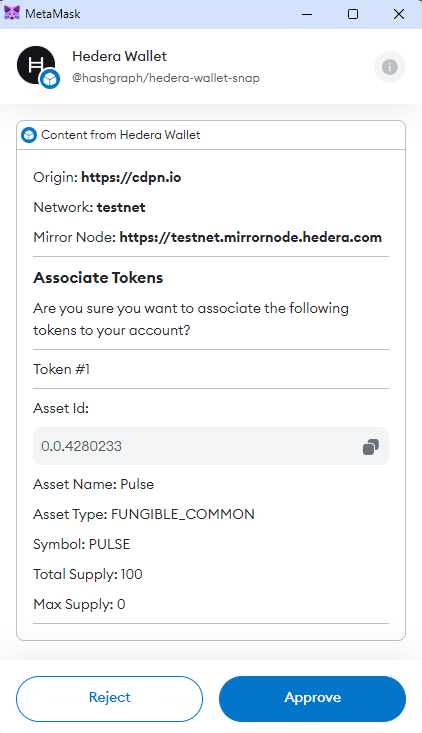 MetaMask
Hedera Wallet
@hashgraph/hedera-wallet-snap
Content from Hedera Wallet
Origin: https://cdpn.io
Network: testnet
Mirror Node: https://testnet.mirrornode.hedera.com
Associate Tokens
Are you sure you want to associate the following
tokens to your account?
Token #1
Asset Id:
0.0.4280233
Asset Name: Pulse
Asset Type: FUNGIBLE_COMMON
Symbol: PULSE
Total Supply: 100
Max Supply: 0
Reject
Approve